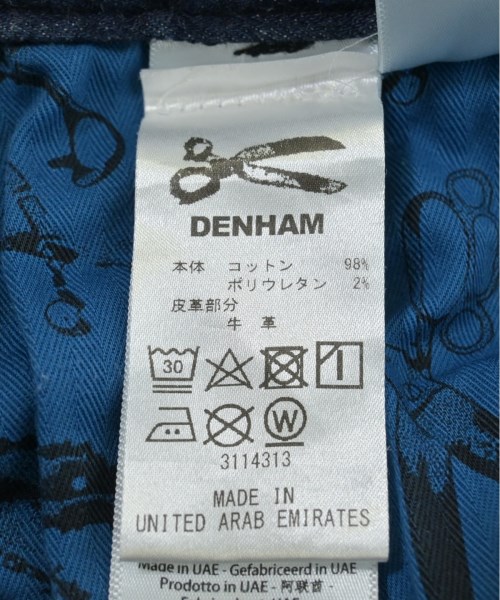 DENHAM
本体 コットン 98%
ポリウレタン 2%
皮革部分
牛 革
30
W
3114313
MADE IN
UNITED ARAB EMIRATES
Made in UAE - Gefabriceerd in UAE
Prodotto in UAE - 阿联酋 -